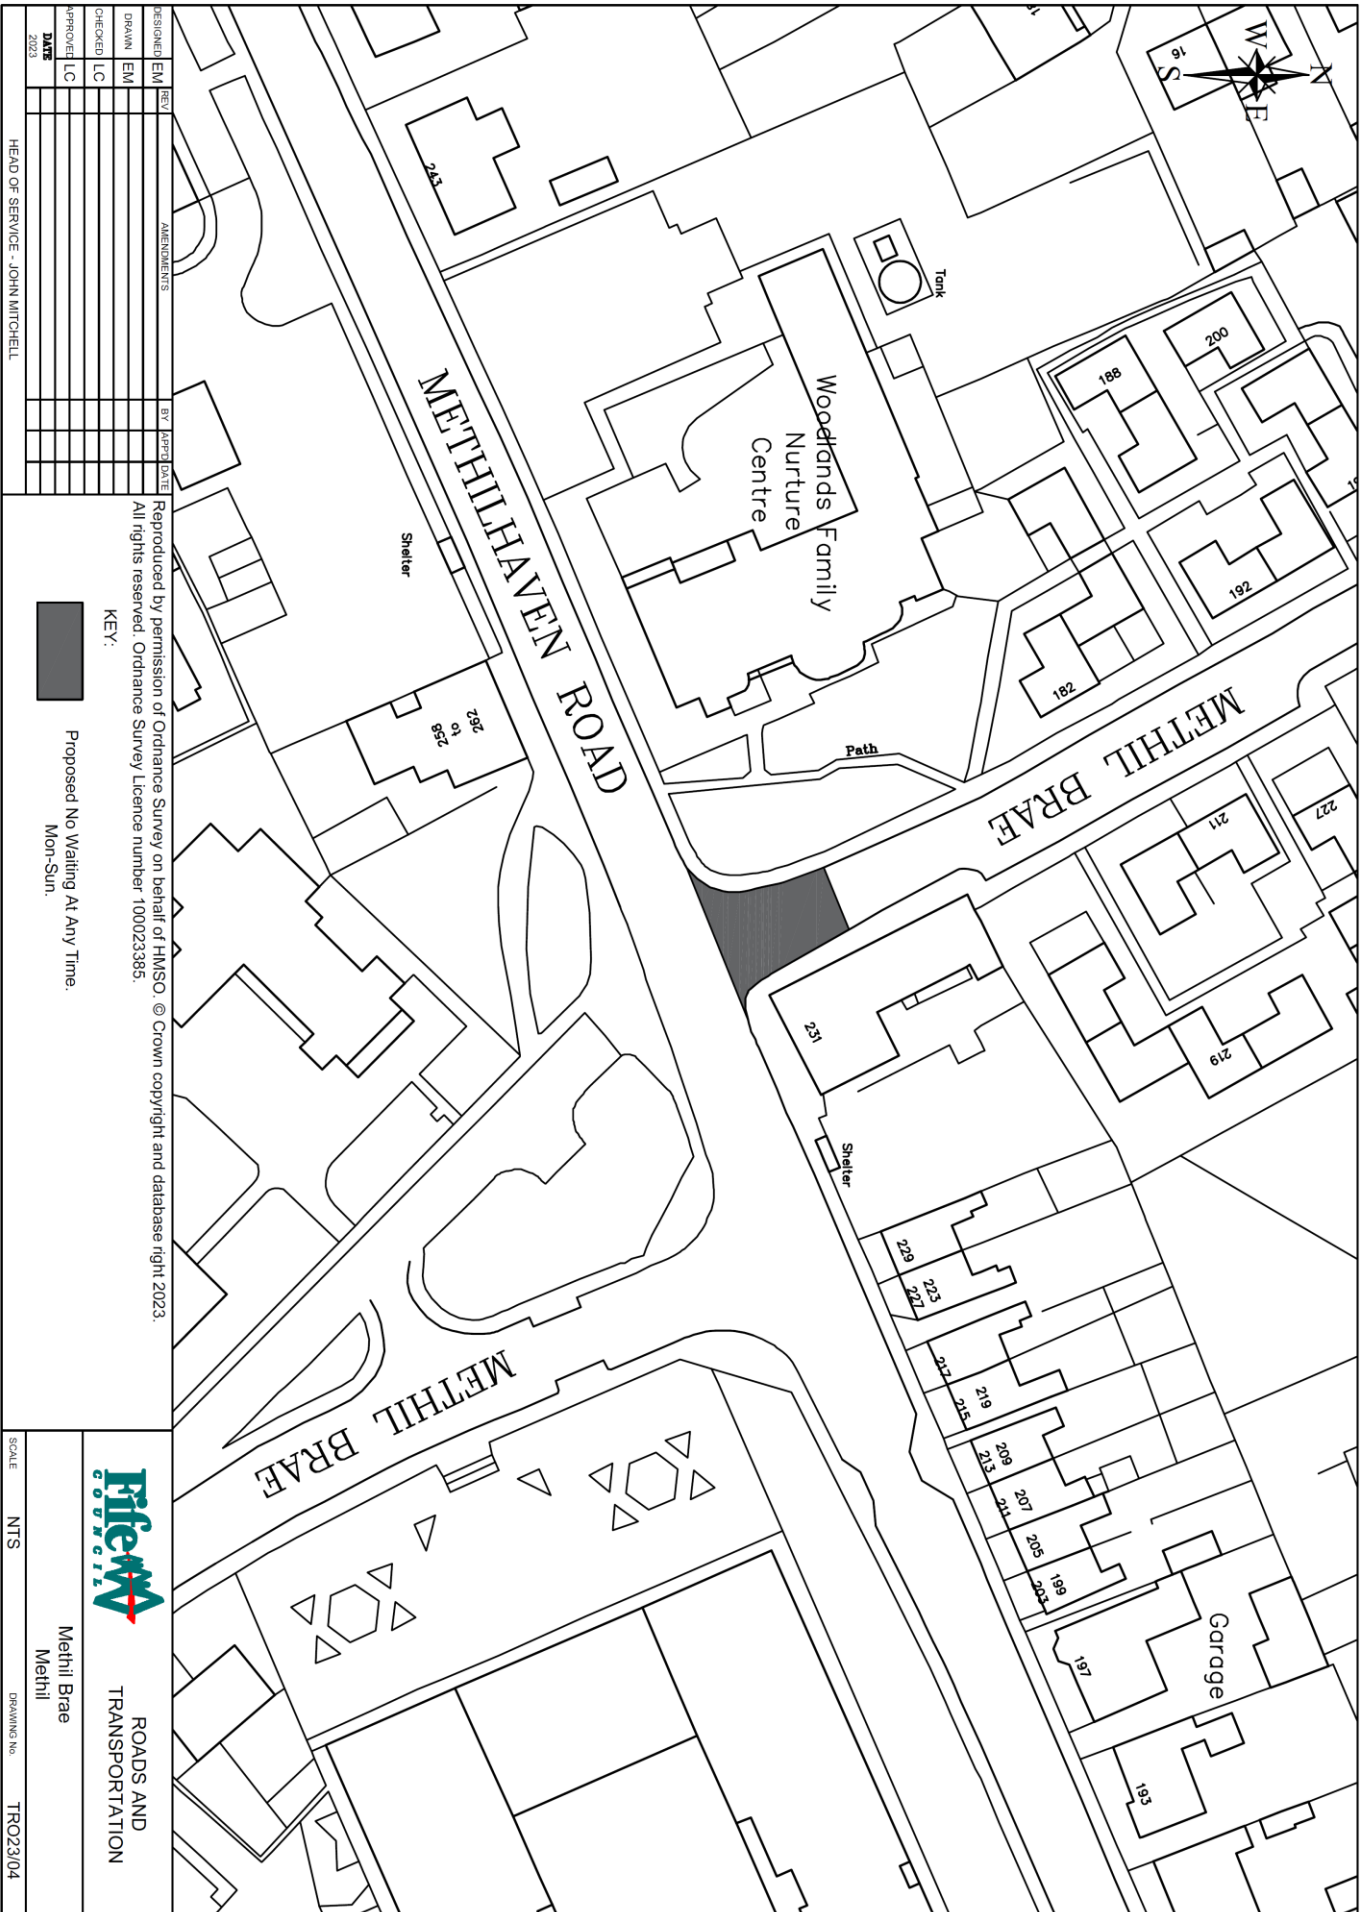 N
W
E
S
16
Tank
243
200
188
192
182
Woodlands Family
Nurture
Centre
METHILHAVEN ROAD
Shelter
262
to
258
Path
METHIL BRAE
211
227
219
231
Shelter
229
223
227
217
219
215
209
213
207
211
205
199
203
Garage
197
193
METHIL BRAE
Reproduced by permission of Ordnance Survey on behalf of HMSO. © Crown copyright and database right 2023.
All rights reserved. Ordnance Survey Licence number 100023385.
KEY:
Proposed No Waiting At Any Time.
Mon-Sun.
DESIGNED EM
DRAWN EM
CHECKED LC
APPROVED LC
DATE
2023
REV AMENDMENTS BY APP'D DATE
HEAD OF SERVICE - JOHN MITCHELL
Fife
COUNCIL
ROADS AND
TRANSPORTATION
Methil Brae
Methil
SCALE NTS
DRAWING No. TRO23/04